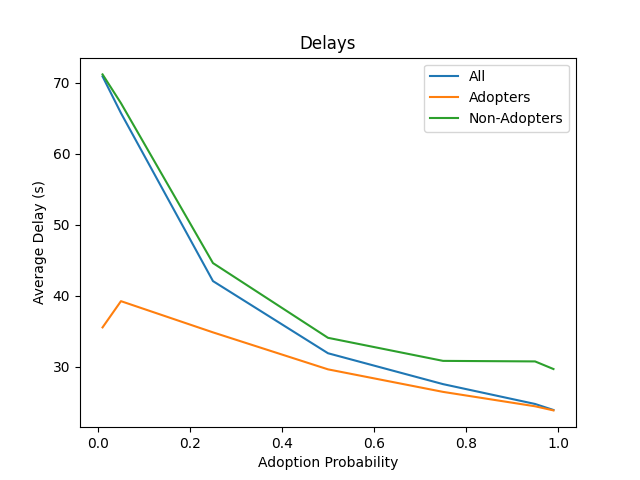 Delays
All
Adopters
Non-Adopters
Average Delay (s)
70
60
50
40
30
0.0 0.2 0.4 0.6 0.8 1.0
Adoption Probability